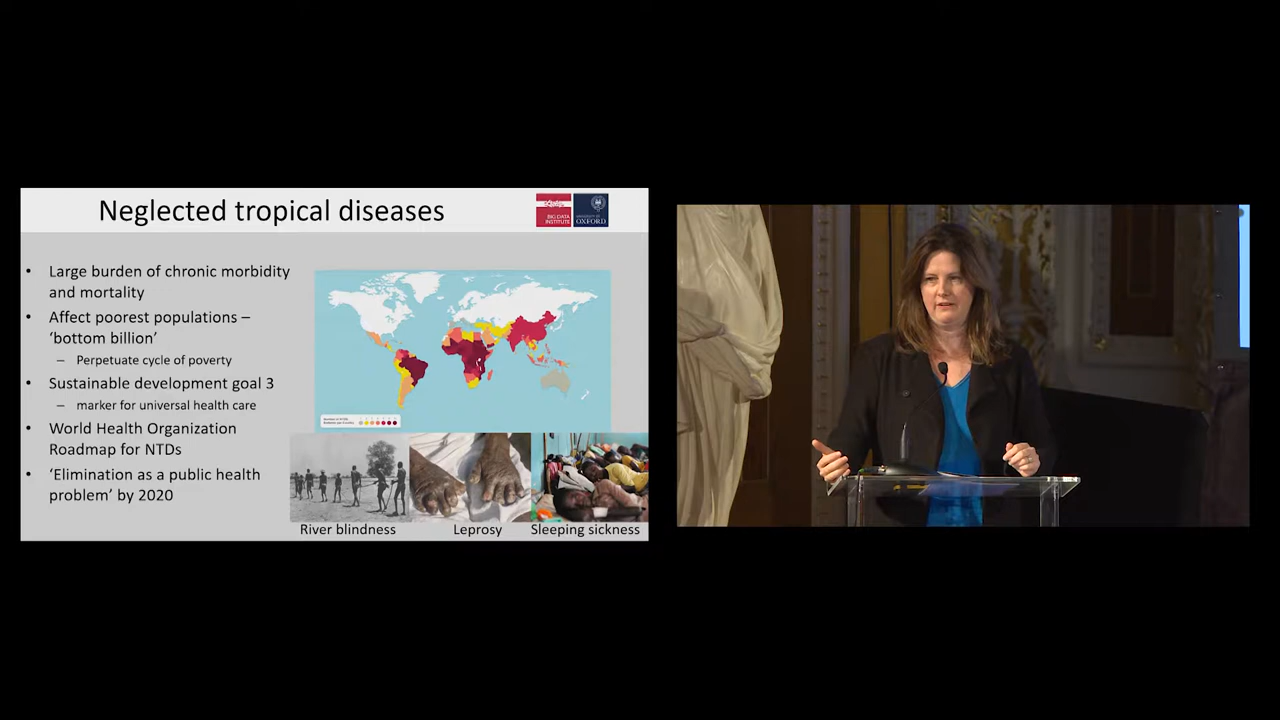 Neglected tropical diseases
BIG DATA
INSTITUTE
UNIVERSITY OF
OXFORD
• Large burden of chronic morbidity
and mortality
• Affect poorest populations –
‘bottom billion’
– Perpetuate cycle of poverty
• Sustainable development goal 3
– marker for universal health care
• World Health Organization
Roadmap for NTDs
• ‘Elimination as a public health
problem’ by 2020
River blindness
Leprosy
Sleeping sickness